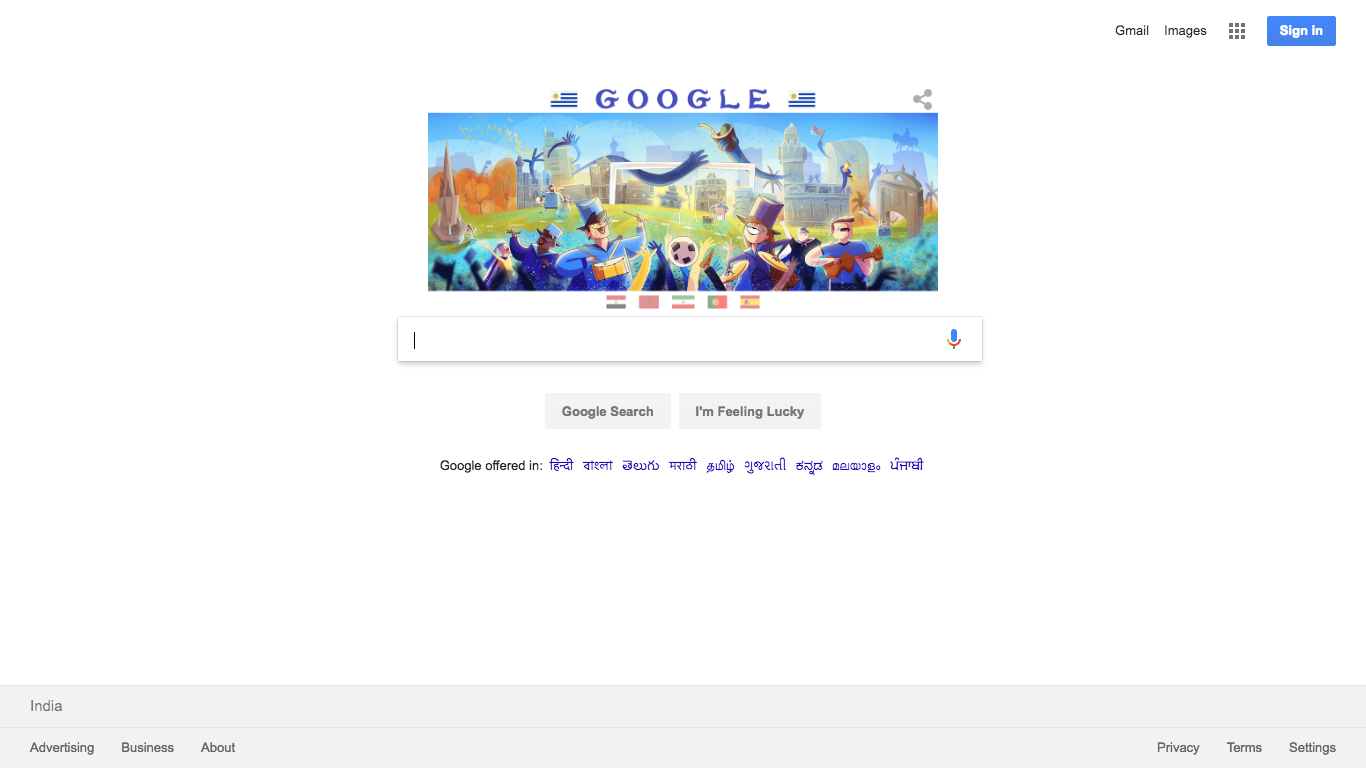 Gmail Images Sign in
GOOGLE
Google Search I'm Feeling Lucky
Google offered in: हिन्दी বাংলা తెలుగు मराठी தமிழ் ગુજરાતી ಕನ್ನಡ മലയാളം ਪੰਜਾਬੀ
India
Advertising Business About Privacy Terms Settings